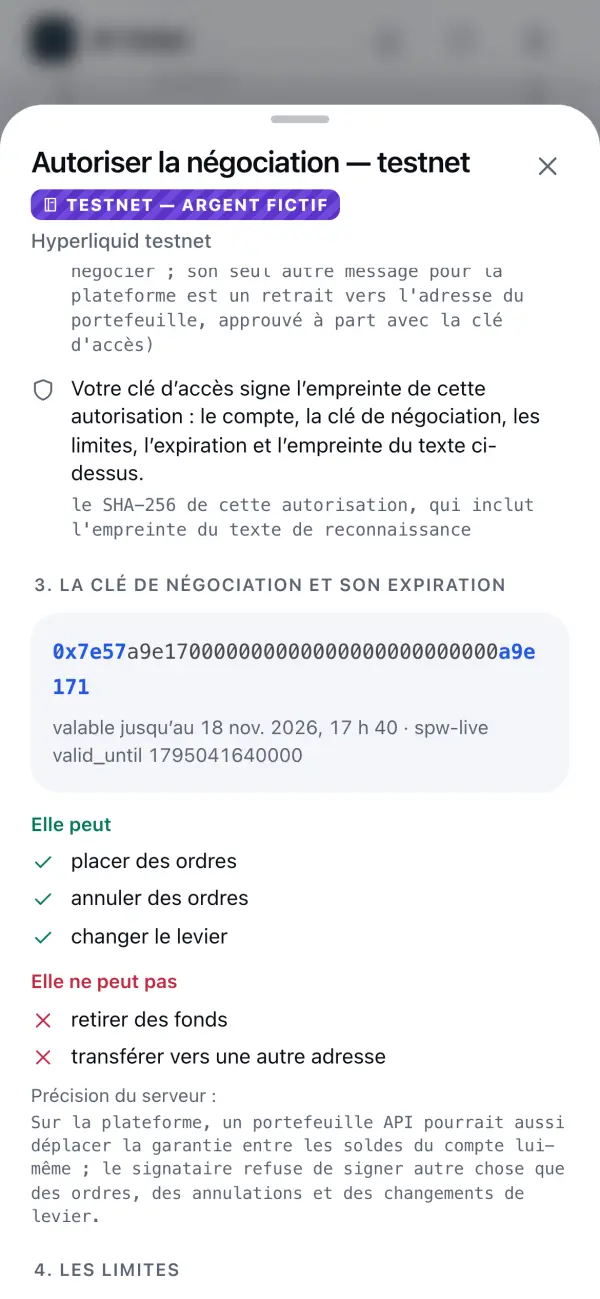 Autoriser la négociation — testnet
TESTNET — ARGENT FICTIF
Hyperliquid testnet
négocier ; son seul autre message pour la
plateforme est un retrait vers l'adresse du
portefeuille, approuvé à part avec la clé
d'accès)
Votre clé d’accès signe l’empreinte de cette
autorisation : le compte, la clé de négociation, les
limites, l’expiration et l’empreinte du texte ci-
dessus.
le SHA-256 de cette autorisation, qui inclut
l'empreinte du texte de reconnaissance
3. LA CLÉ DE NÉGOCIATION ET SON EXPIRATION
0x7e57a9e17000000000000000000000000000a9e
171
valable jusqu’au 18 nov. 2026, 17 h 40 · spw-live
valid_until 1795041640000
Elle peut
placer des ordres
annuler des ordres
changer le levier
Elle ne peut pas
retirer des fonds
transférer vers une autre adresse
Précision du serveur :
Sur la plateforme, un portefeuille API pourrait aussi
déplacer la garantie entre les soldes du compte lui-
même ; le signataire refuse de signer autre chose que
des ordres, des annulations et des changements de
levier.
4. LES LIMITES